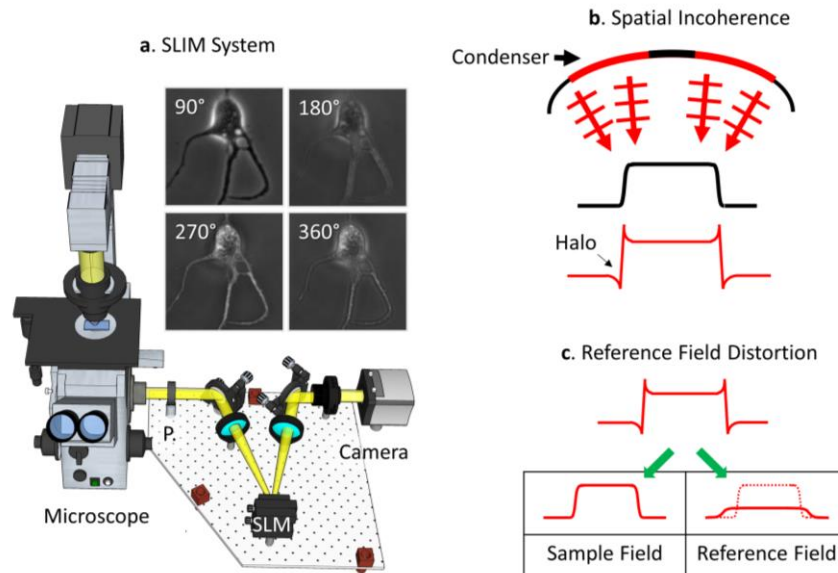 a. SLIM System
90°
180°
270°
360°
P.
Camera
SLM
Microscope
b. Spatial Incoherence
Condenser
Halo
c. Reference Field Distortion
Sample Field
Reference Field